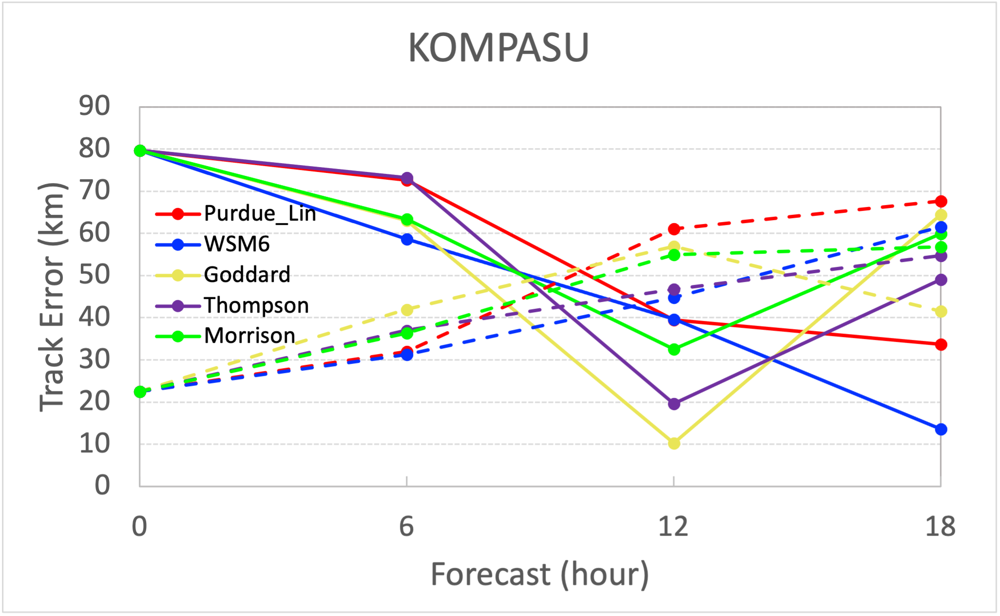 KOMPASU
Track Error (km)
90
80
70
60
50
40
30
20
10
0
Purdue_Lin
WSM6
Goddard
Thompson
Morrison
0 6 12 18
Forecast (hour)